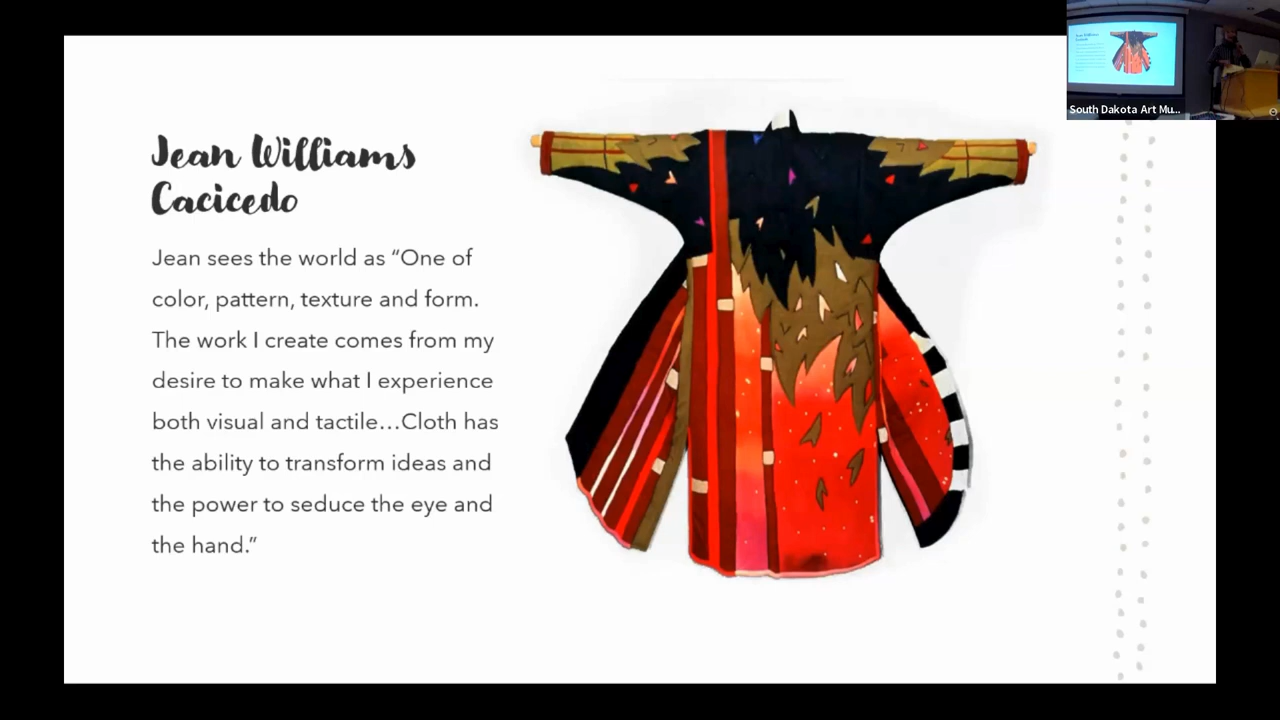 Jean Williams
Cacicedo
Jean sees the world as “One of
color, pattern, texture and form.
The work I create comes from my
desire to make what I experience
both visual and tactile…Cloth has
the ability to transform ideas and
the power to seduce the eye and
the hand.”
South Dakota Art Mu...